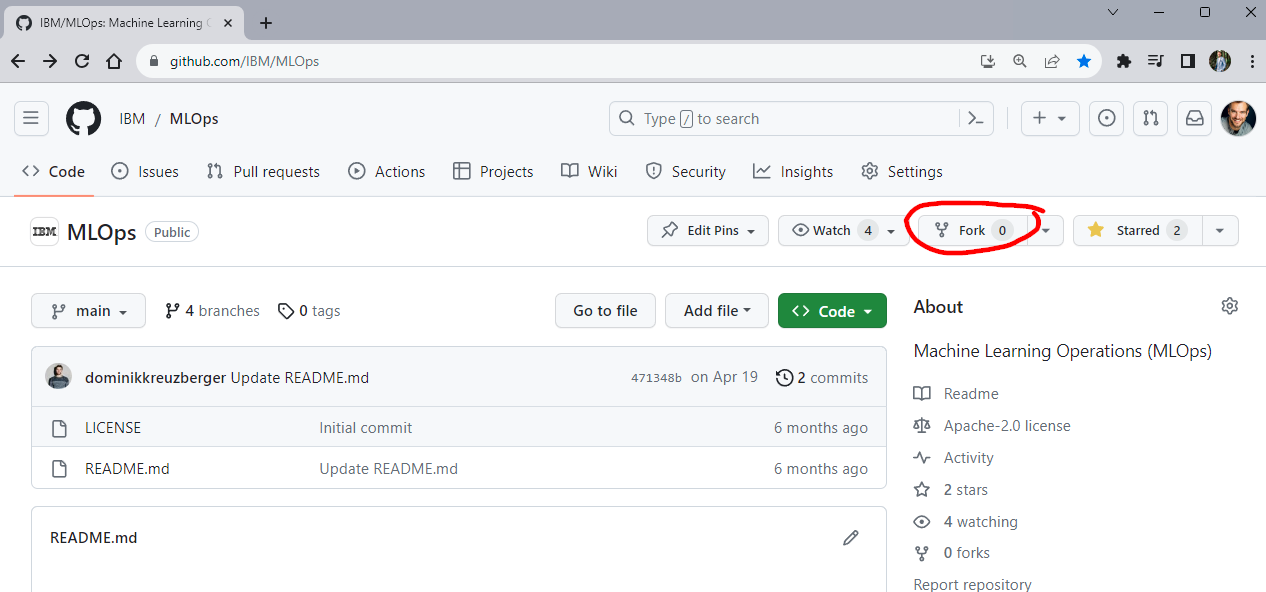 IBM/MLOps: Machine Learning
github.com/IBM/MLOps
IBM / MLOps
Type / to search
Code Issues Pull requests Actions Projects Wiki Security Insights Settings
IBM MLOps Public
Edit Pins Watch 4 Fork 0 Starred 2
main 4 branches 0 tags Go to file Add file Code
dominikkreuzberger Update README.md 471348b on Apr 19 2 commits
LICENSE Initial commit 6 months ago
README.md Update README.md 6 months ago
README.md
About
Machine Learning Operations (MLOps)
Readme
Apache-2.0 license
Activity
2 stars
4 watching
0 forks
Report repository